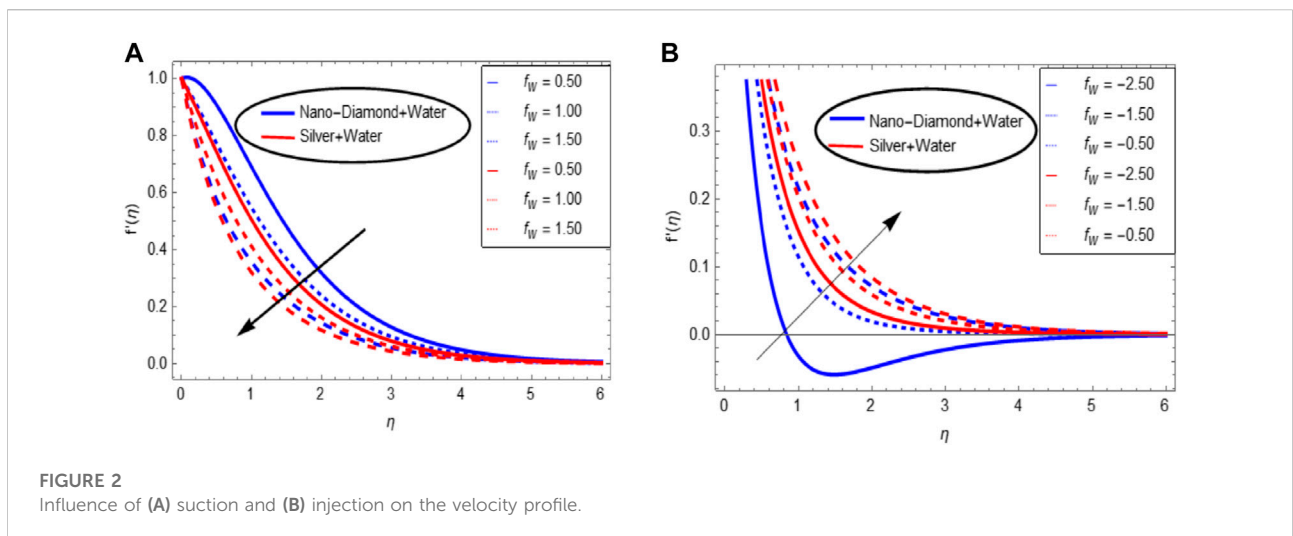 A
f'(η)
1.0
0.8
0.6
0.4
0.2
0.0
0 1 2 3 4 5 6
η
Nano-Diamond+Water
Silver+Water
f_W = 0.50
f_W = 1.00
f_W = 1.50
f_W = 0.50
f_W = 1.00
f_W = 1.50
B
f'(η)
0.3
0.2
0.1
0.0
0 1 2 3 4 5 6
η
Nano-Diamond+Water
Silver+Water
f_W = −2.50
f_W = −1.50
f_W = −0.50
f_W = −2.50
f_W = −1.50
f_W = −0.50
FIGURE 2
Influence of (A) suction and (B) injection on the velocity profile.